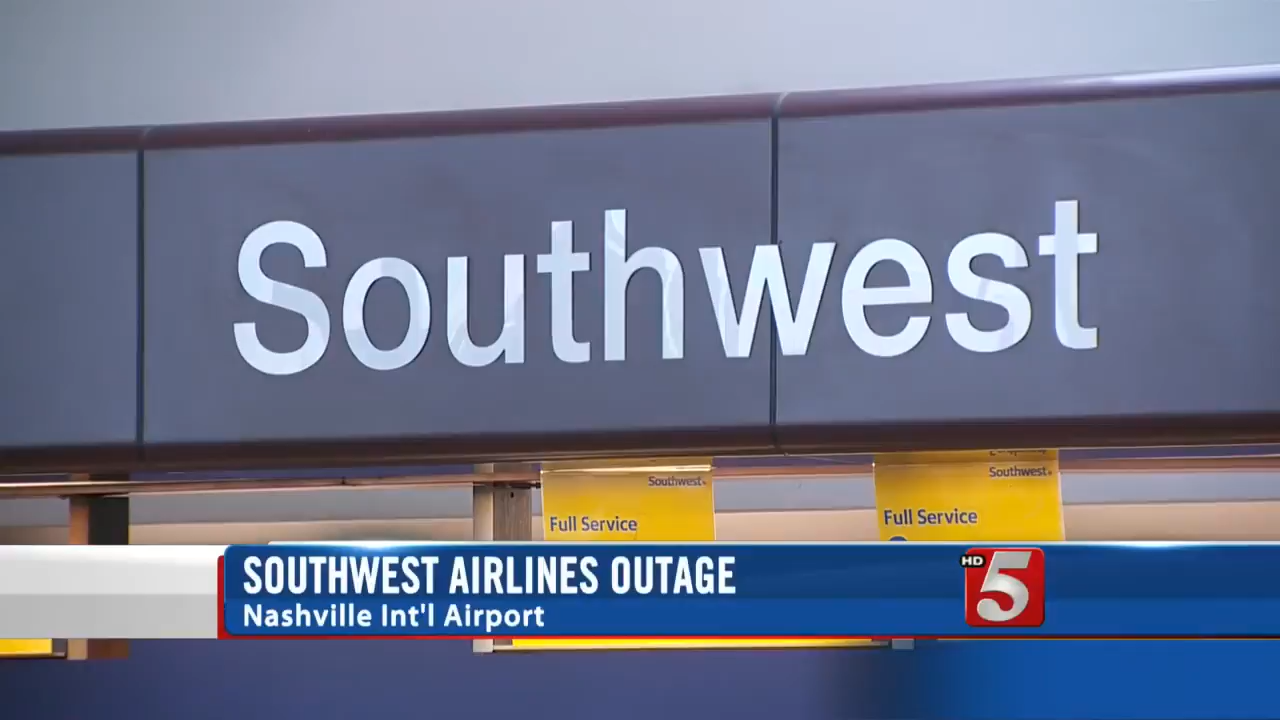 Southwest
Southwest
Southwest
Full Service
Full Service
SOUTHWEST AIRLINES OUTAGE
HD 5
Nashville Int'l Airport